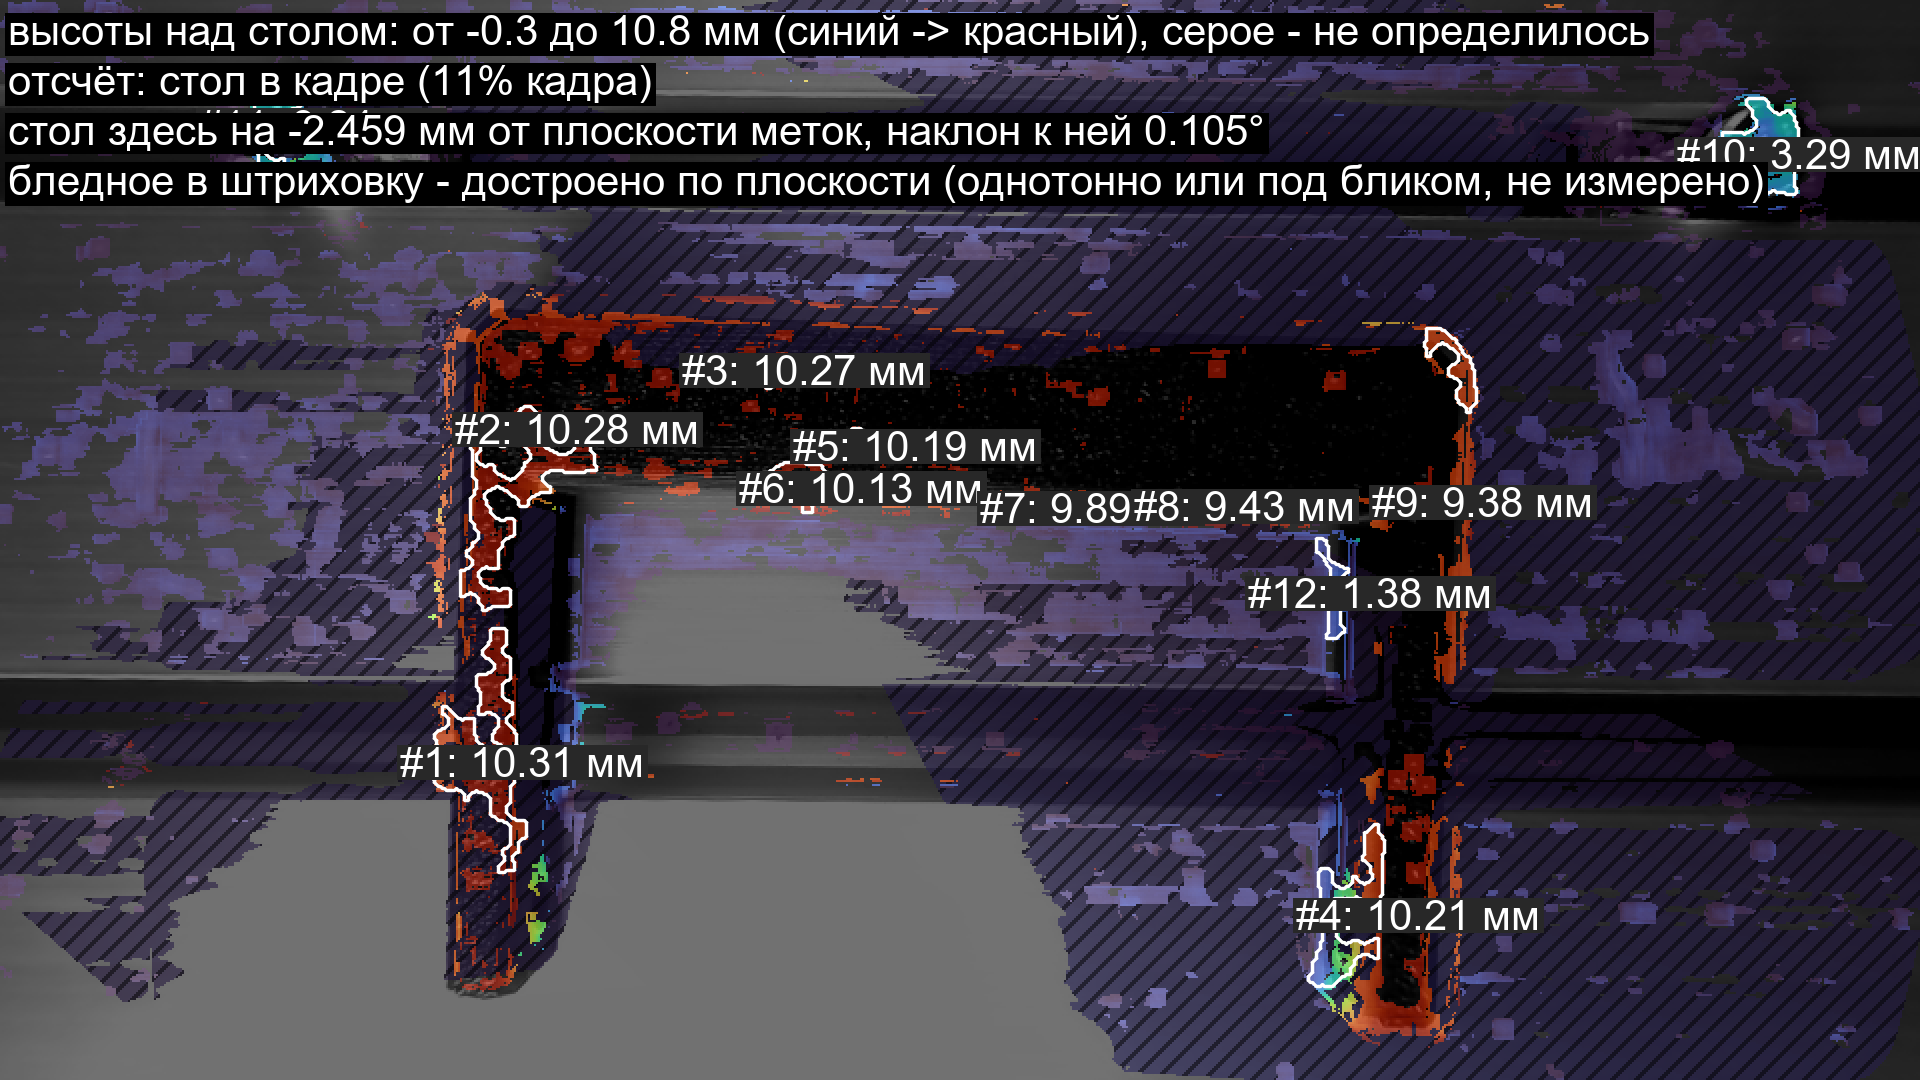 высоты над столом: от -0.3 до 10.8 мм (синий -> красный), серое - не определилось
отсчёт: стол в кадре (11% кадра)
стол здесь на -2.459 мм от плоскости меток, наклон к ней 0.105°
#10: 3.29 мм
бледное в штриховку - достроено по плоскости (однотонно или под бликом, не измерено)
#3: 10.27 мм
#2: 10.28 мм
#5: 10.19 мм
#6: 10.13 мм
#7: 9.89
#8: 9.43 мм
#9: 9.38 мм
#12: 1.38 мм
#1: 10.31 мм
#4: 10.21 мм